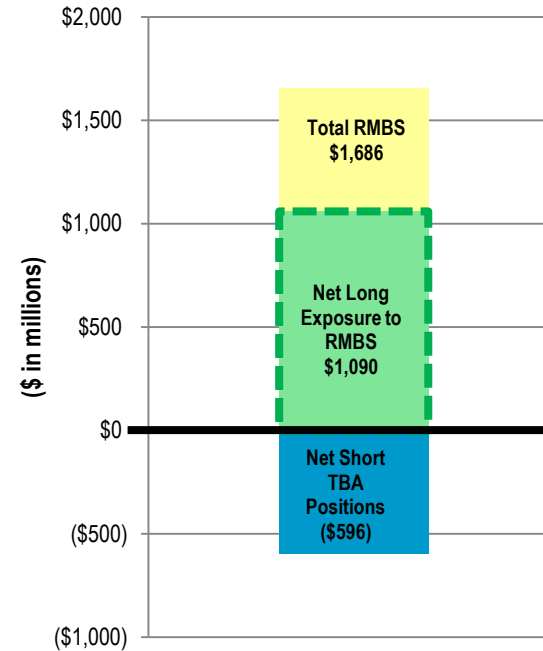 $2,000
$1,500
$1,000
$500
$0
($500)
($1,000)
($ in millions)
Total RMBS
$1,686
Net Long
Exposure to
RMBS
$1,090
Net Short
TBA
Positions
($596)